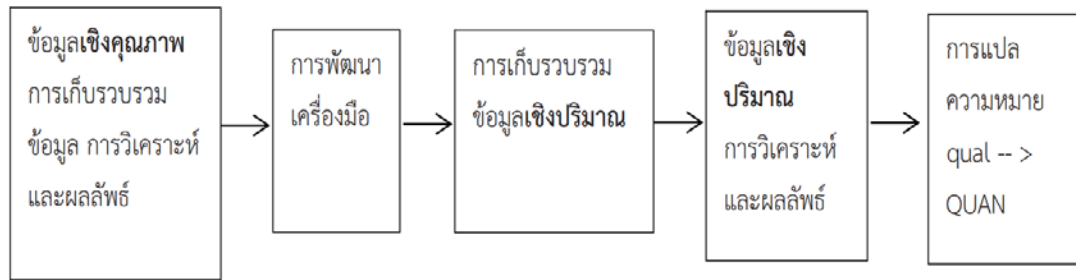 ข้อมูลเชิงคุณภาพ
การเก็บรวบรวม
ข้อมูล การวิเคราะห์
และผลลัพธ์
การพัฒนา
เครื่องมือ
การเก็บรวบรวม
ข้อมูลเชิงปริมาณ
ข้อมูลเชิง
ปริมาณ
การวิเคราะห์
และผลลัพธ์
การแปล
ความหมาย
qual -- >
QUAN